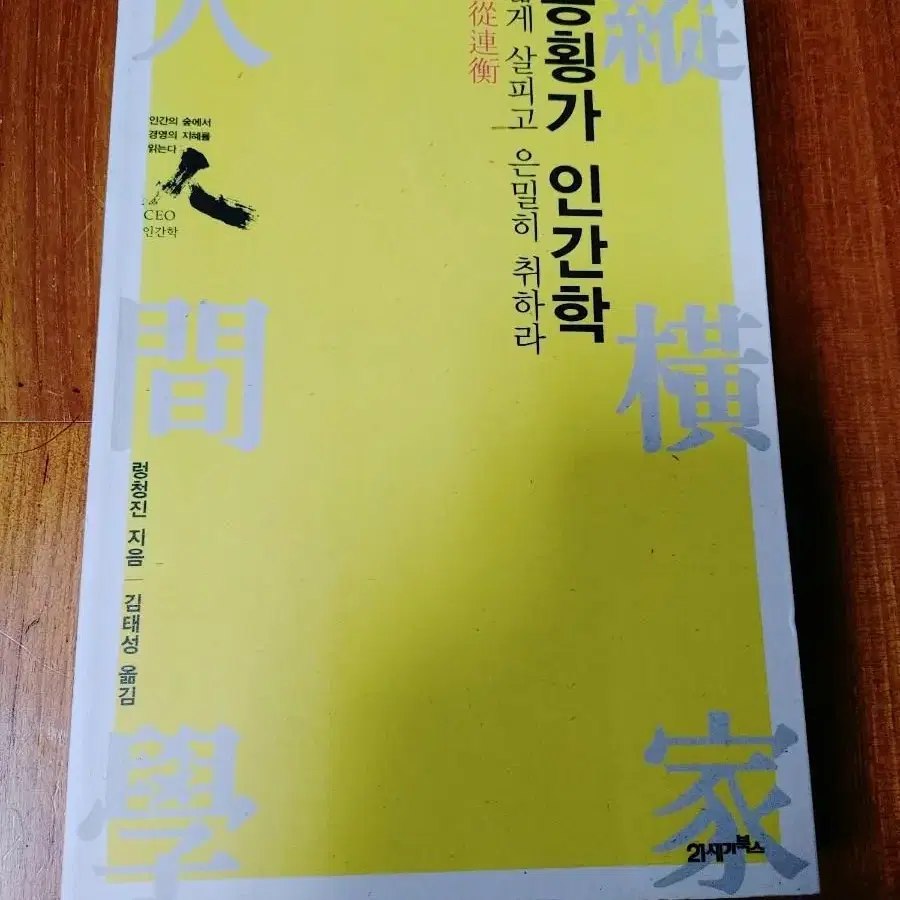 縱橫家
횡가 인간학
게 살피고 은밀히 취하라
從連衡
人間學
인간의 숲에서
경영의 지혜를
읽는다
人
CEO
인간학
렁청진 지음 | 김태성 옮김
21세기북스